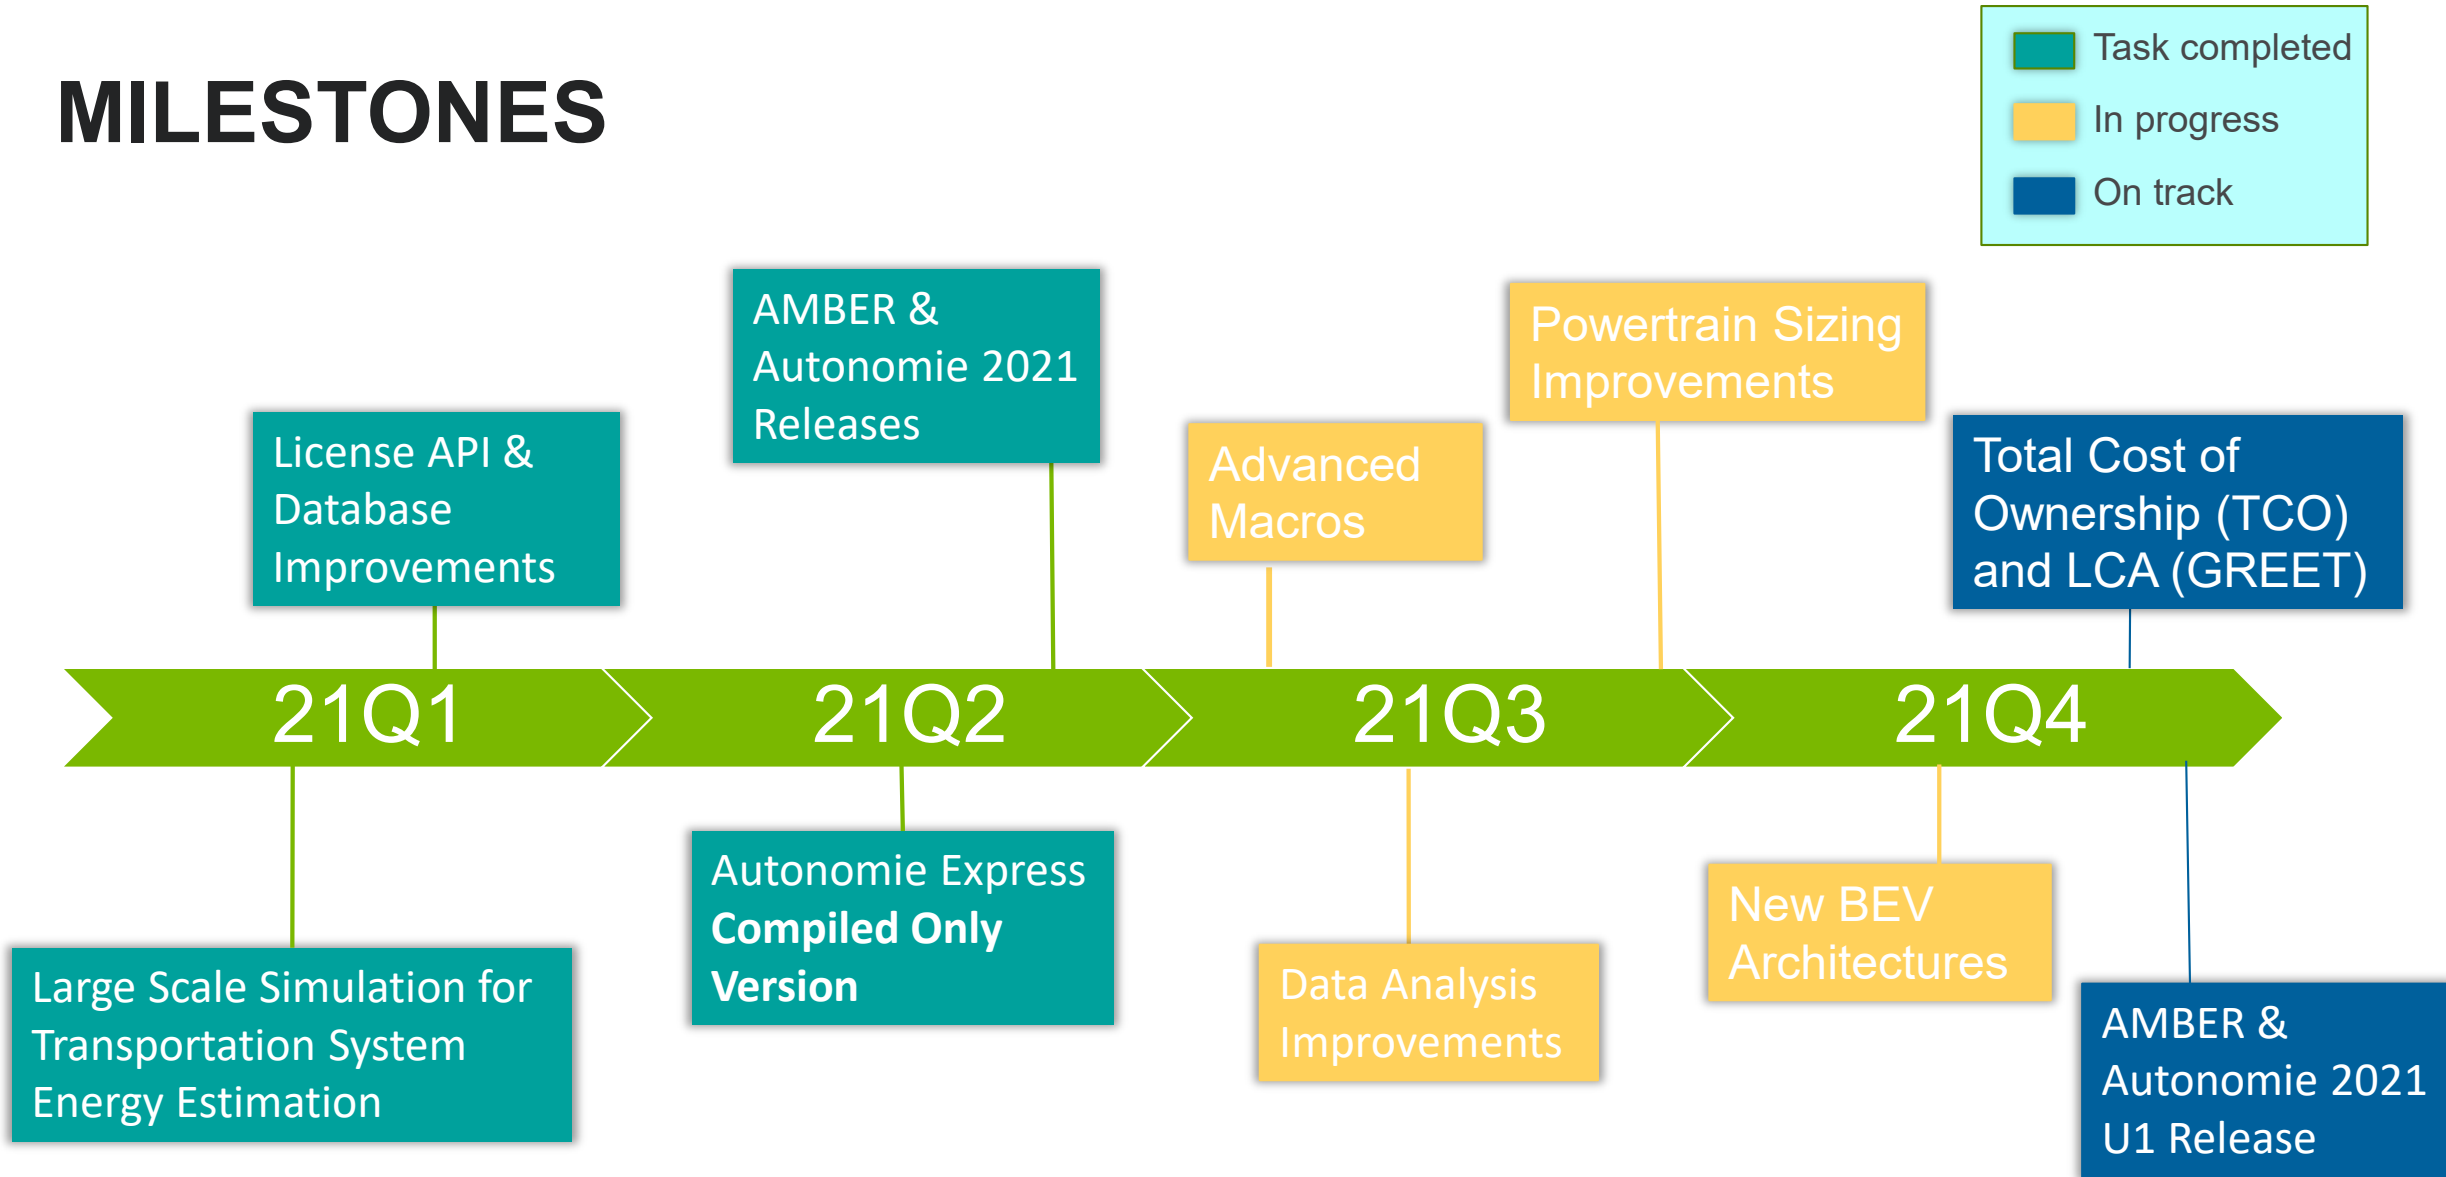 MILESTONES
Task completed
In progress
On track
License API &
Database
Improvements
AMBER &
Autonomie 2021
Releases
Advanced
Macros
Powertrain Sizing
Improvements
Total Cost of
Ownership (TCO)
and LCA (GREET)
21Q1
21Q2
21Q3
21Q4
Large Scale Simulation for
Transportation System
Energy Estimation
Autonomie Express
Compiled Only
Version
Data Analysis
Improvements
New BEV
Architectures
AMBER &
Autonomie 2021
U1 Release